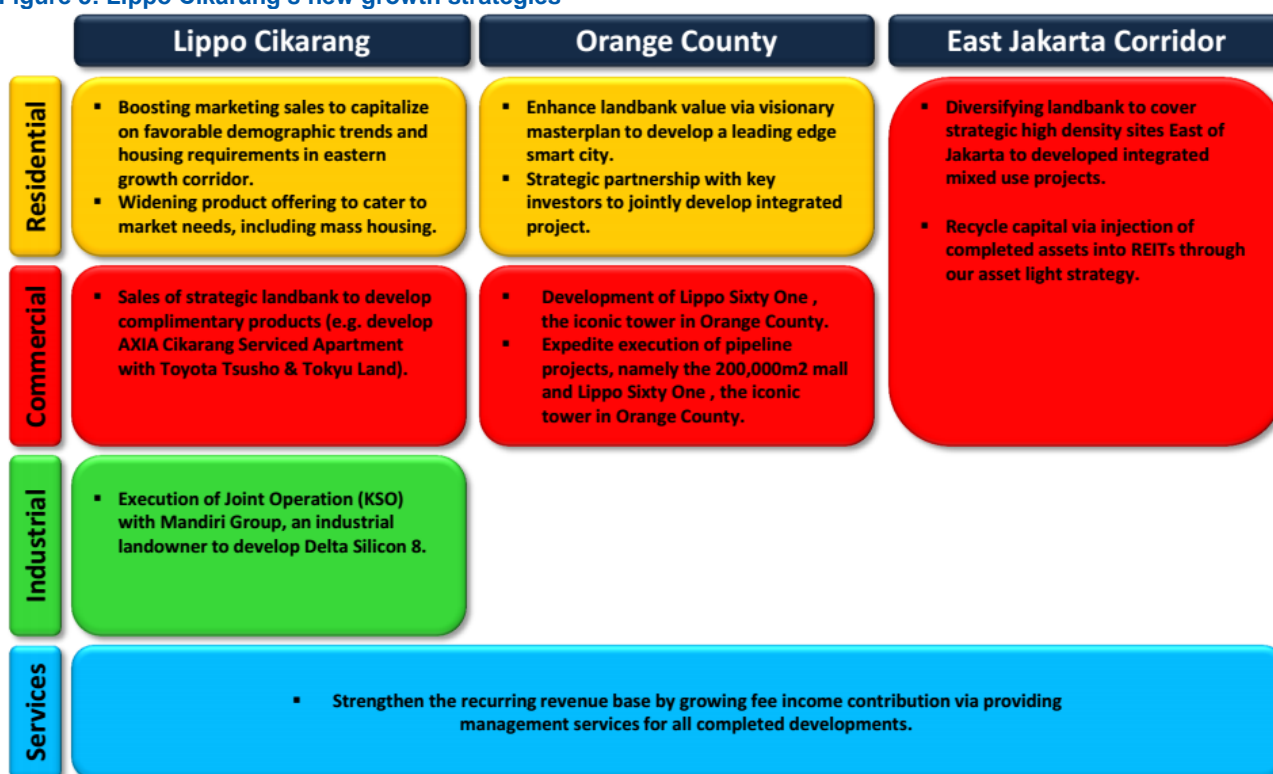 Figure 3: Lippo Cikarang's new growth strategies
Lippo Cikarang
Orange County
East Jakarta Corridor
Residential
▪ Boosting marketing sales to capitalize
on favorable demographic trends and
housing requirements in eastern
growth corridor.
▪ Widening product offering to cater to
market needs, including mass housing.
▪ Enhance landbank value via visionary
masterplan to develop a leading edge
smart city.
▪ Strategic partnership with key
investors to jointly develop integrated
project.
▪ Diversifying landbank to cover
strategic high density sites East of
Jakarta to developed integrated
mixed use projects.
▪ Recycle capital via injection of
completed assets into REITs through
our asset light strategy.
Commercial
▪ Sales of strategic landbank to develop
complimentary products (e.g. develop
AXIA Cikarang Serviced Apartment
with Toyota Tsusho & Tokyu Land).
▪ Development of Lippo Sixty One ,
the iconic tower in Orange County.
▪ Expedite execution of pipeline
projects, namely the 200,000m2 mall
and Lippo Sixty One , the iconic
tower in Orange County.
Industrial
▪ Execution of Joint Operation (KSO)
with Mandiri Group, an industrial
landowner to develop Delta Silicon 8.
Services
▪ Strengthen the recurring revenue base by growing fee income contribution via providing
management services for all completed developments.